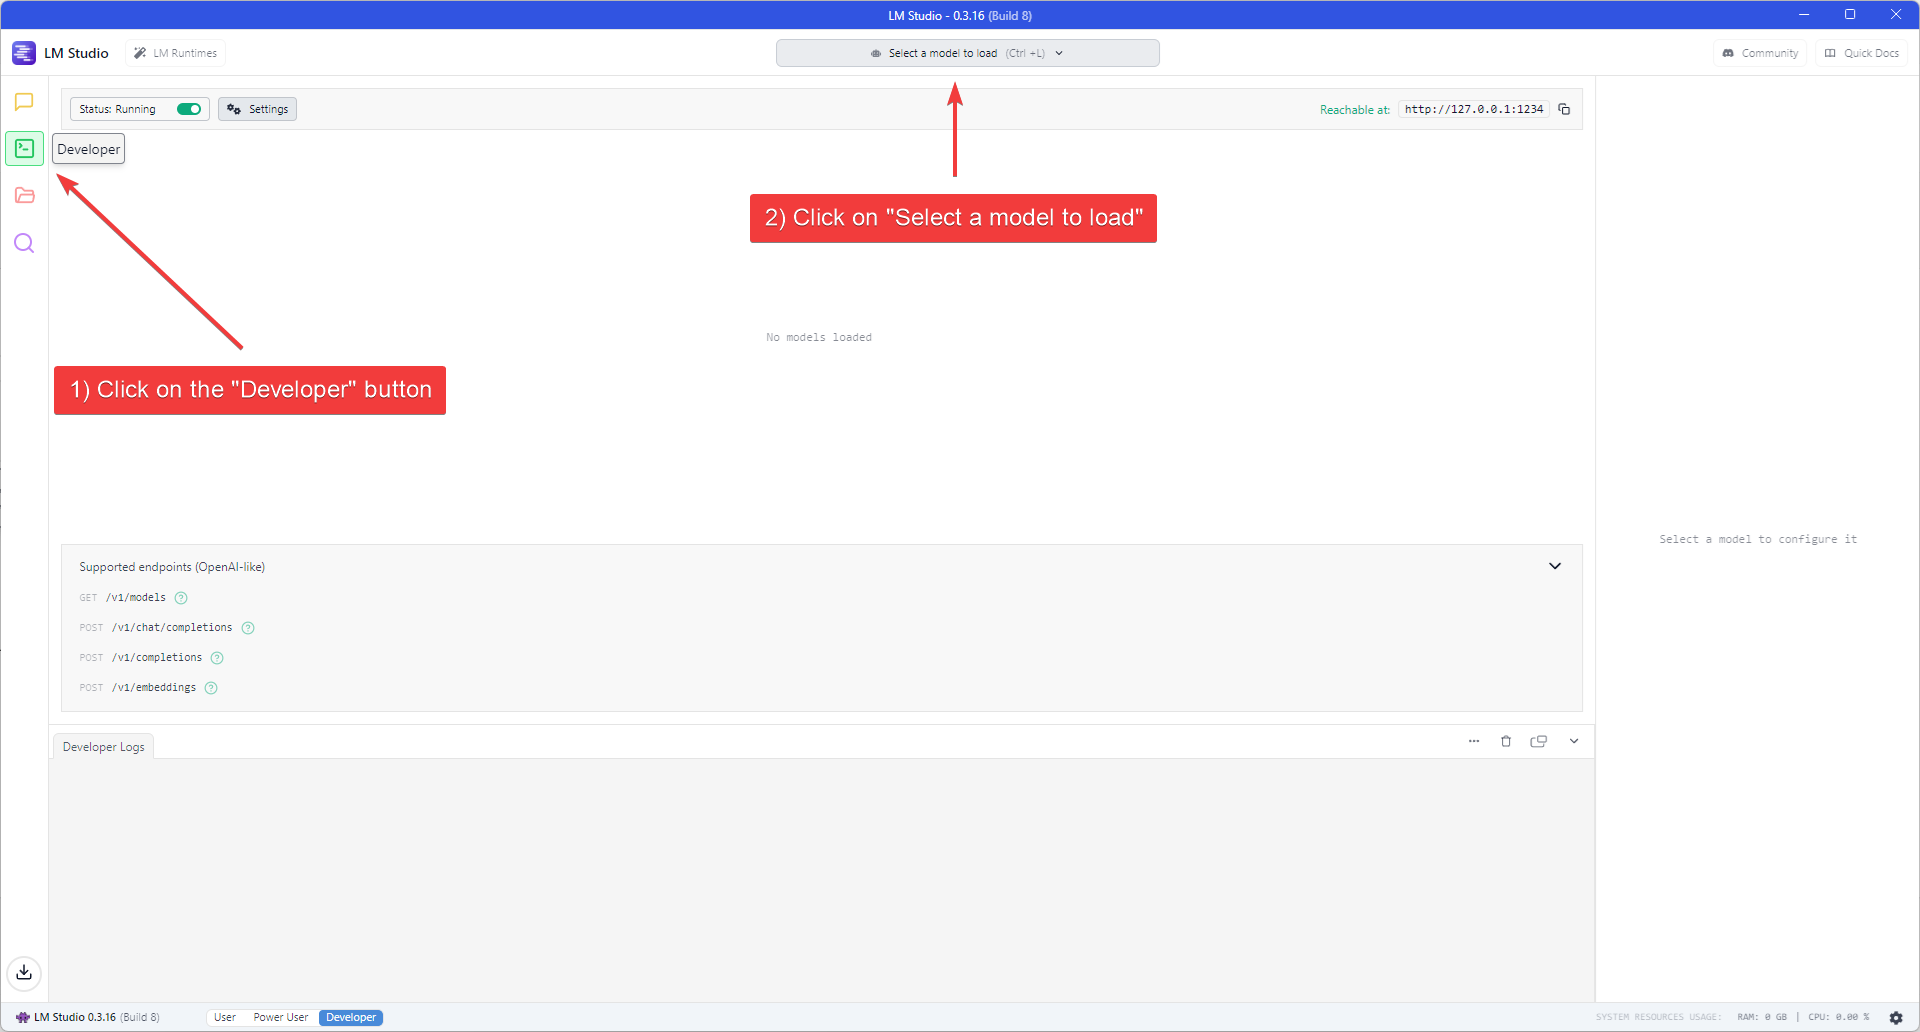 LM Studio - 0.3.16 (Build 8)
LM Studio
LM Runtimes
Select a model to load (Ctrl +L)
Community
Quick Docs
Status: Running
Settings
Reachable at:
http://127.0.0.1:1234
Developer
2) Click on "Select a model to load"
No models loaded
1) Click on the "Developer" button
Select a model to configure it
Supported endpoints (OpenAI-like)
GET /v1/models ?
POST /v1/chat/completions ?
POST /v1/completions ?
POST /v1/embeddings ?
Developer Logs
LM Studio 0.3.16 (Build 8)
User
Power User
Developer
SYSTEM RESOURCES USAGE: RAM: 0 GB | CPU: 0.00 %